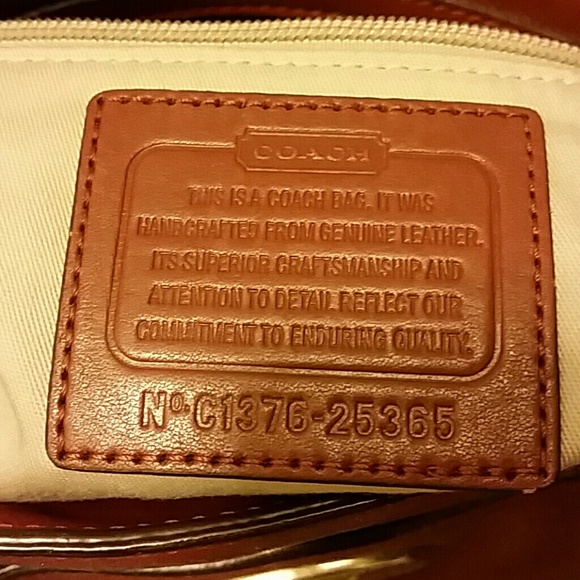 COACH
THIS IS A COACH BAG. IT WAS
HANDCRAFTED FROM GENUINE LEATHER.
ITS SUPERIOR CRAFTSMANSHIP AND
ATTENTION TO DETAIL REFLECT OUR
COMMITMENT TO ENDURING QUALITY.
Nº. C1376-25365